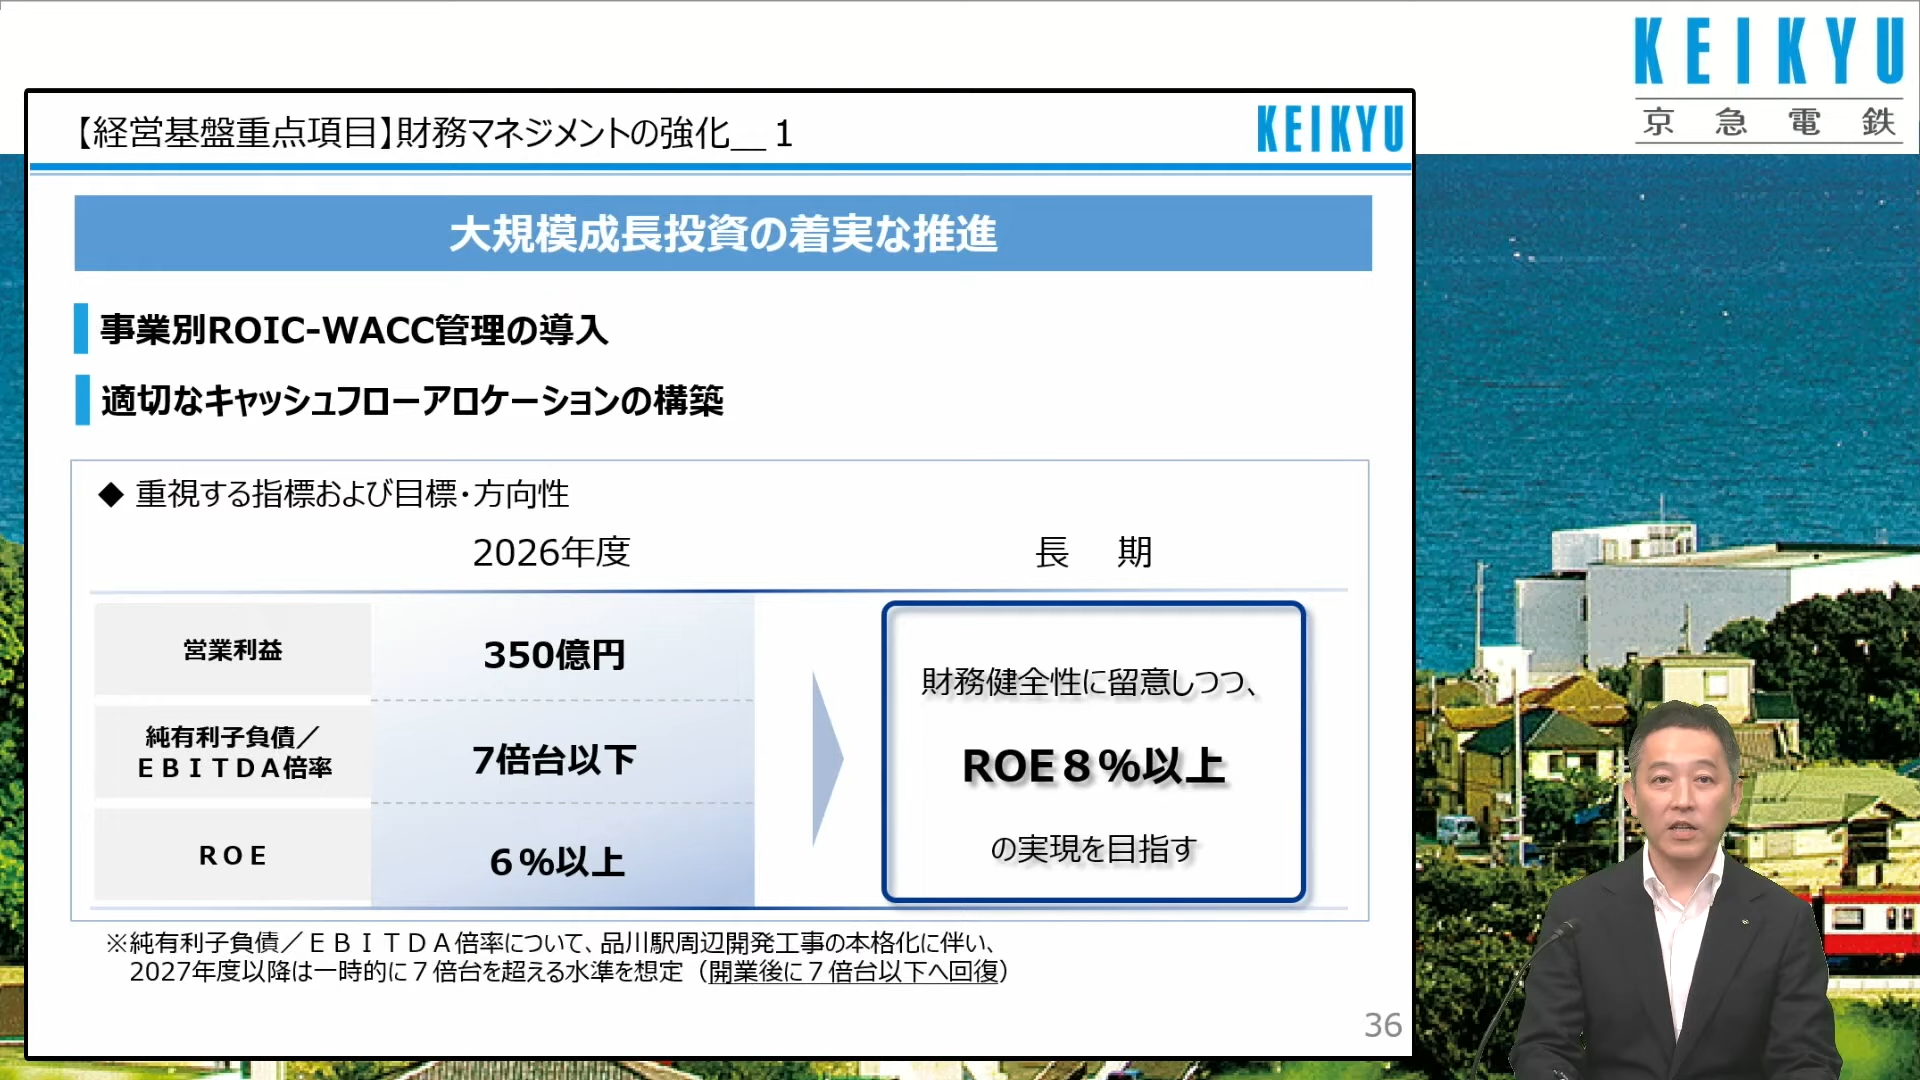 KEIKYU
京急電鉄
【経営基盤重点項目】財務マネジメントの強化__1
KEIKYU
大規模成長投資の着実な推進
事業別ROIC-WACC管理の導入
適切なキャッシュフローアロケーションの構築
◆ 重視する指標および目標・方向性
2026年度
長 期
営業利益
350億円
純有利子負債／
ＥＢＩＴＤＡ倍率
7倍台以下
ＲＯＥ
６%以上
財務健全性に留意しつつ、
ROE８%以上
の実現を目指す
※純有利子負債／ＥＢＩＴＤＡ倍率について、品川駅周辺開発工事の本格化に伴い、
2027年度以降は一時的に７倍台を超える水準を想定（開業後に７倍台以下へ回復）
36